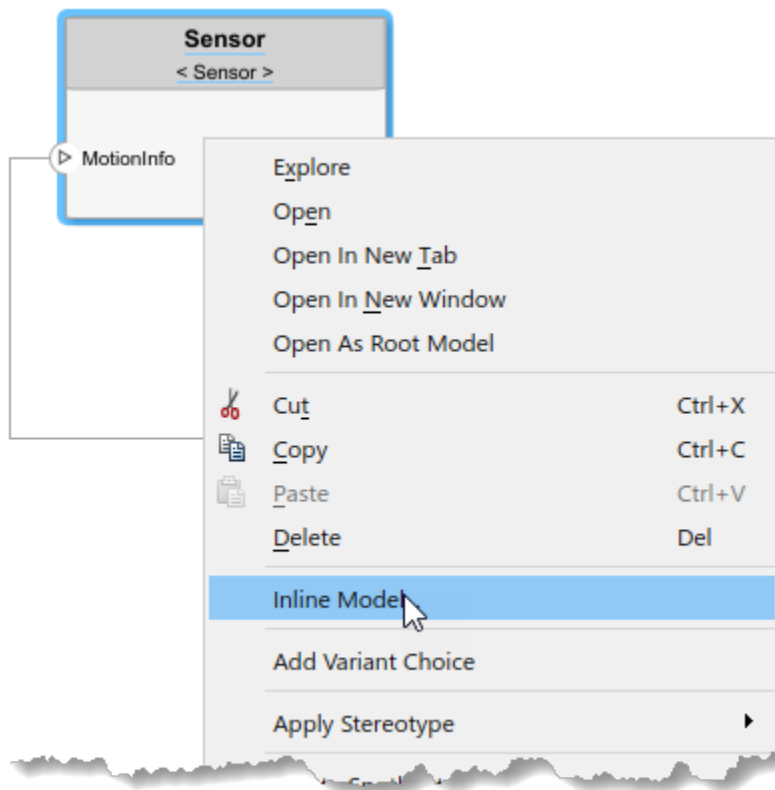 Sensor
< Sensor >
MotionInfo
Explore
Open
Open In New Tab
Open In New Window
Open As Root Model
Cut Ctrl+X
Copy Ctrl+C
Paste Ctrl+V
Delete Del
Inline Model
Add Variant Choice
Apply Stereotype